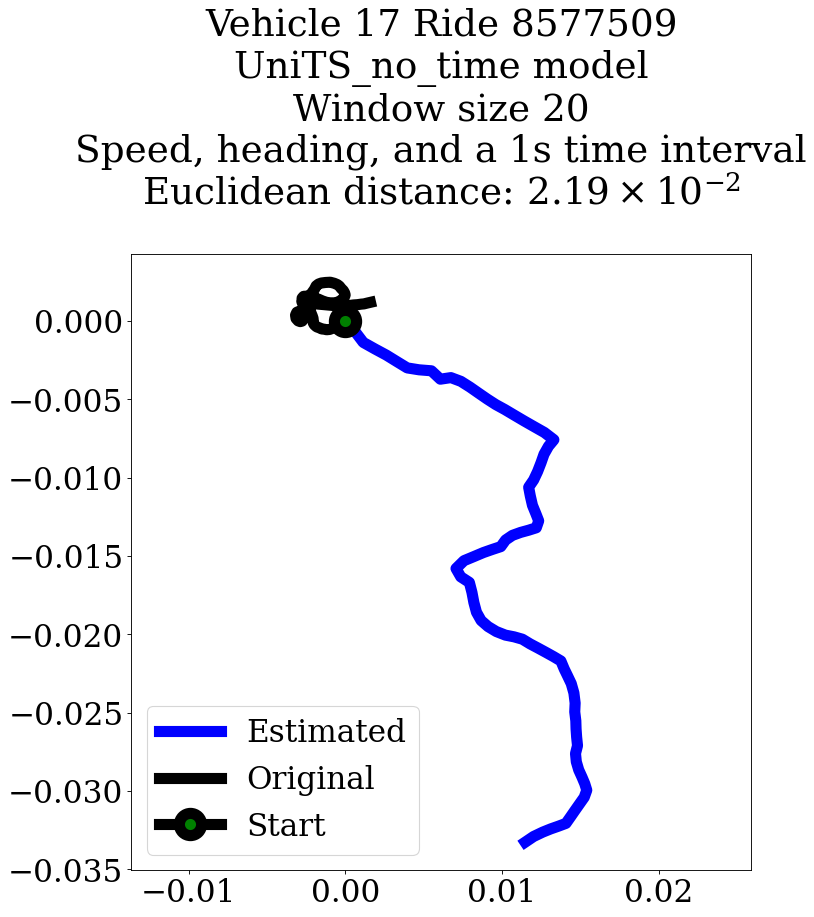 Vehicle 17 Ride 8577509
UniTS_no_time model
Window size 20
Speed, heading, and a 1s time interval
Euclidean distance: 2.19 × 10⁻²
0.000
−0.005
−0.010
−0.015
−0.020
−0.025
−0.030
−0.035
Estimated
Original
Start
−0.01 0.00 0.01 0.02